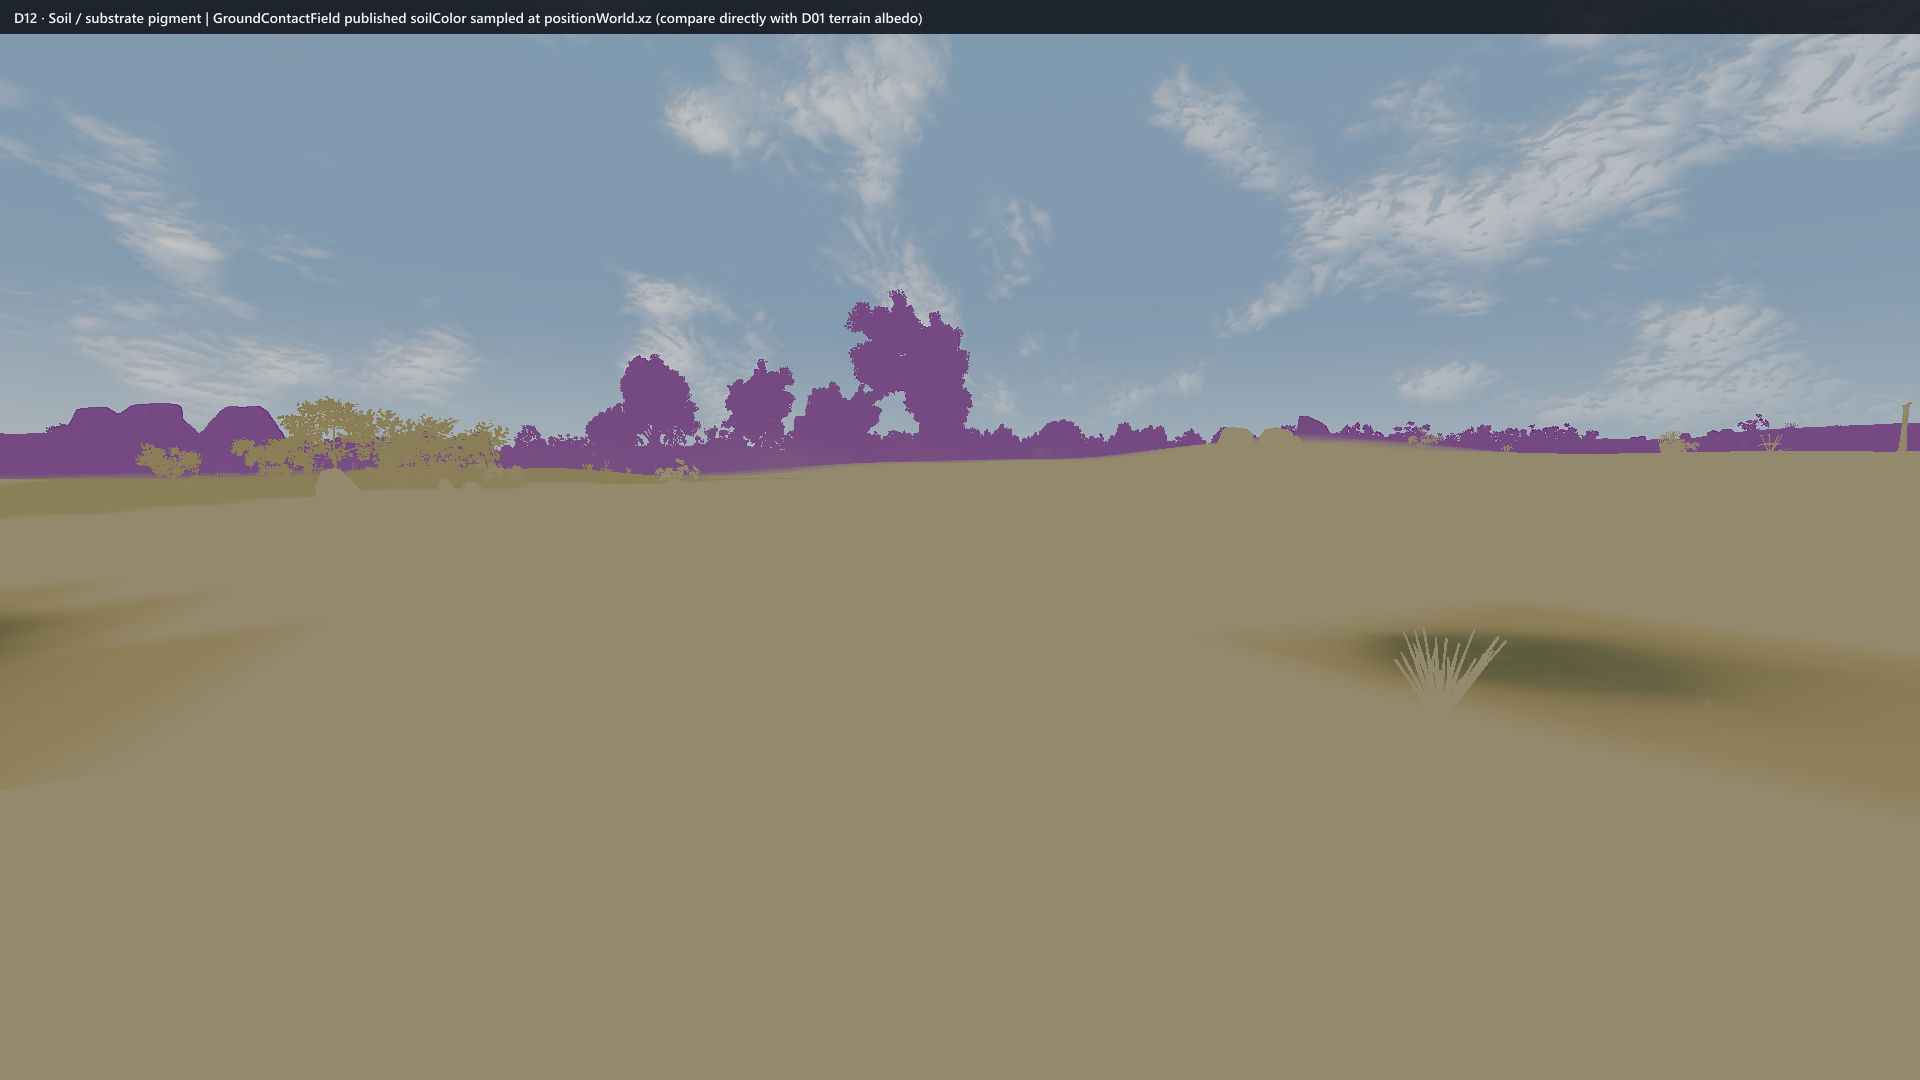 D12 · Soil / substrate pigment | GroundContactField published soilColor sampled at positionWorld.xz (compare directly with D01 terrain albedo)